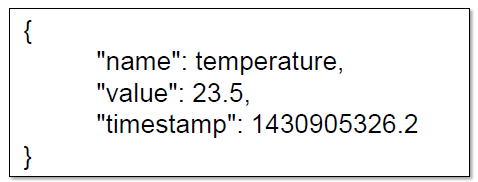 {
"name": temperature,
"value": 23.5,
"timestamp": 1430905326.2
}